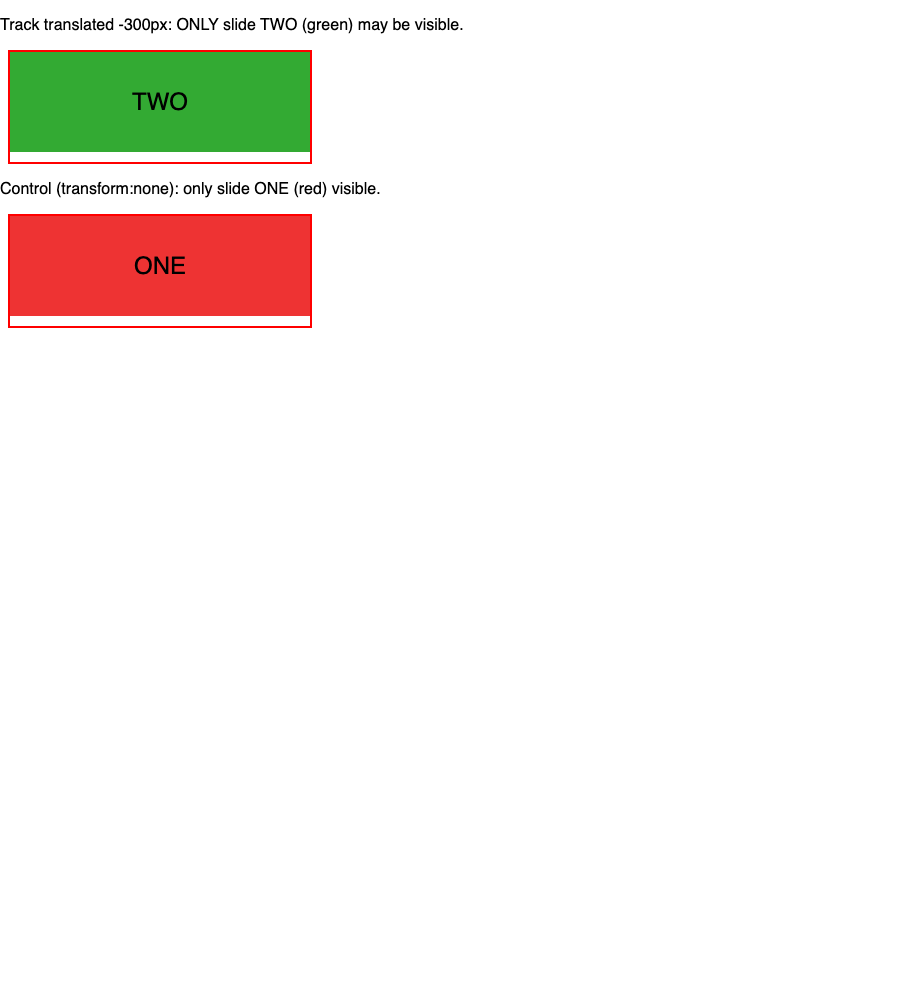 Track translated -300px: ONLY slide TWO (green) may be visible.
TWO
Control (transform:none): only slide ONE (red) visible.
ONE